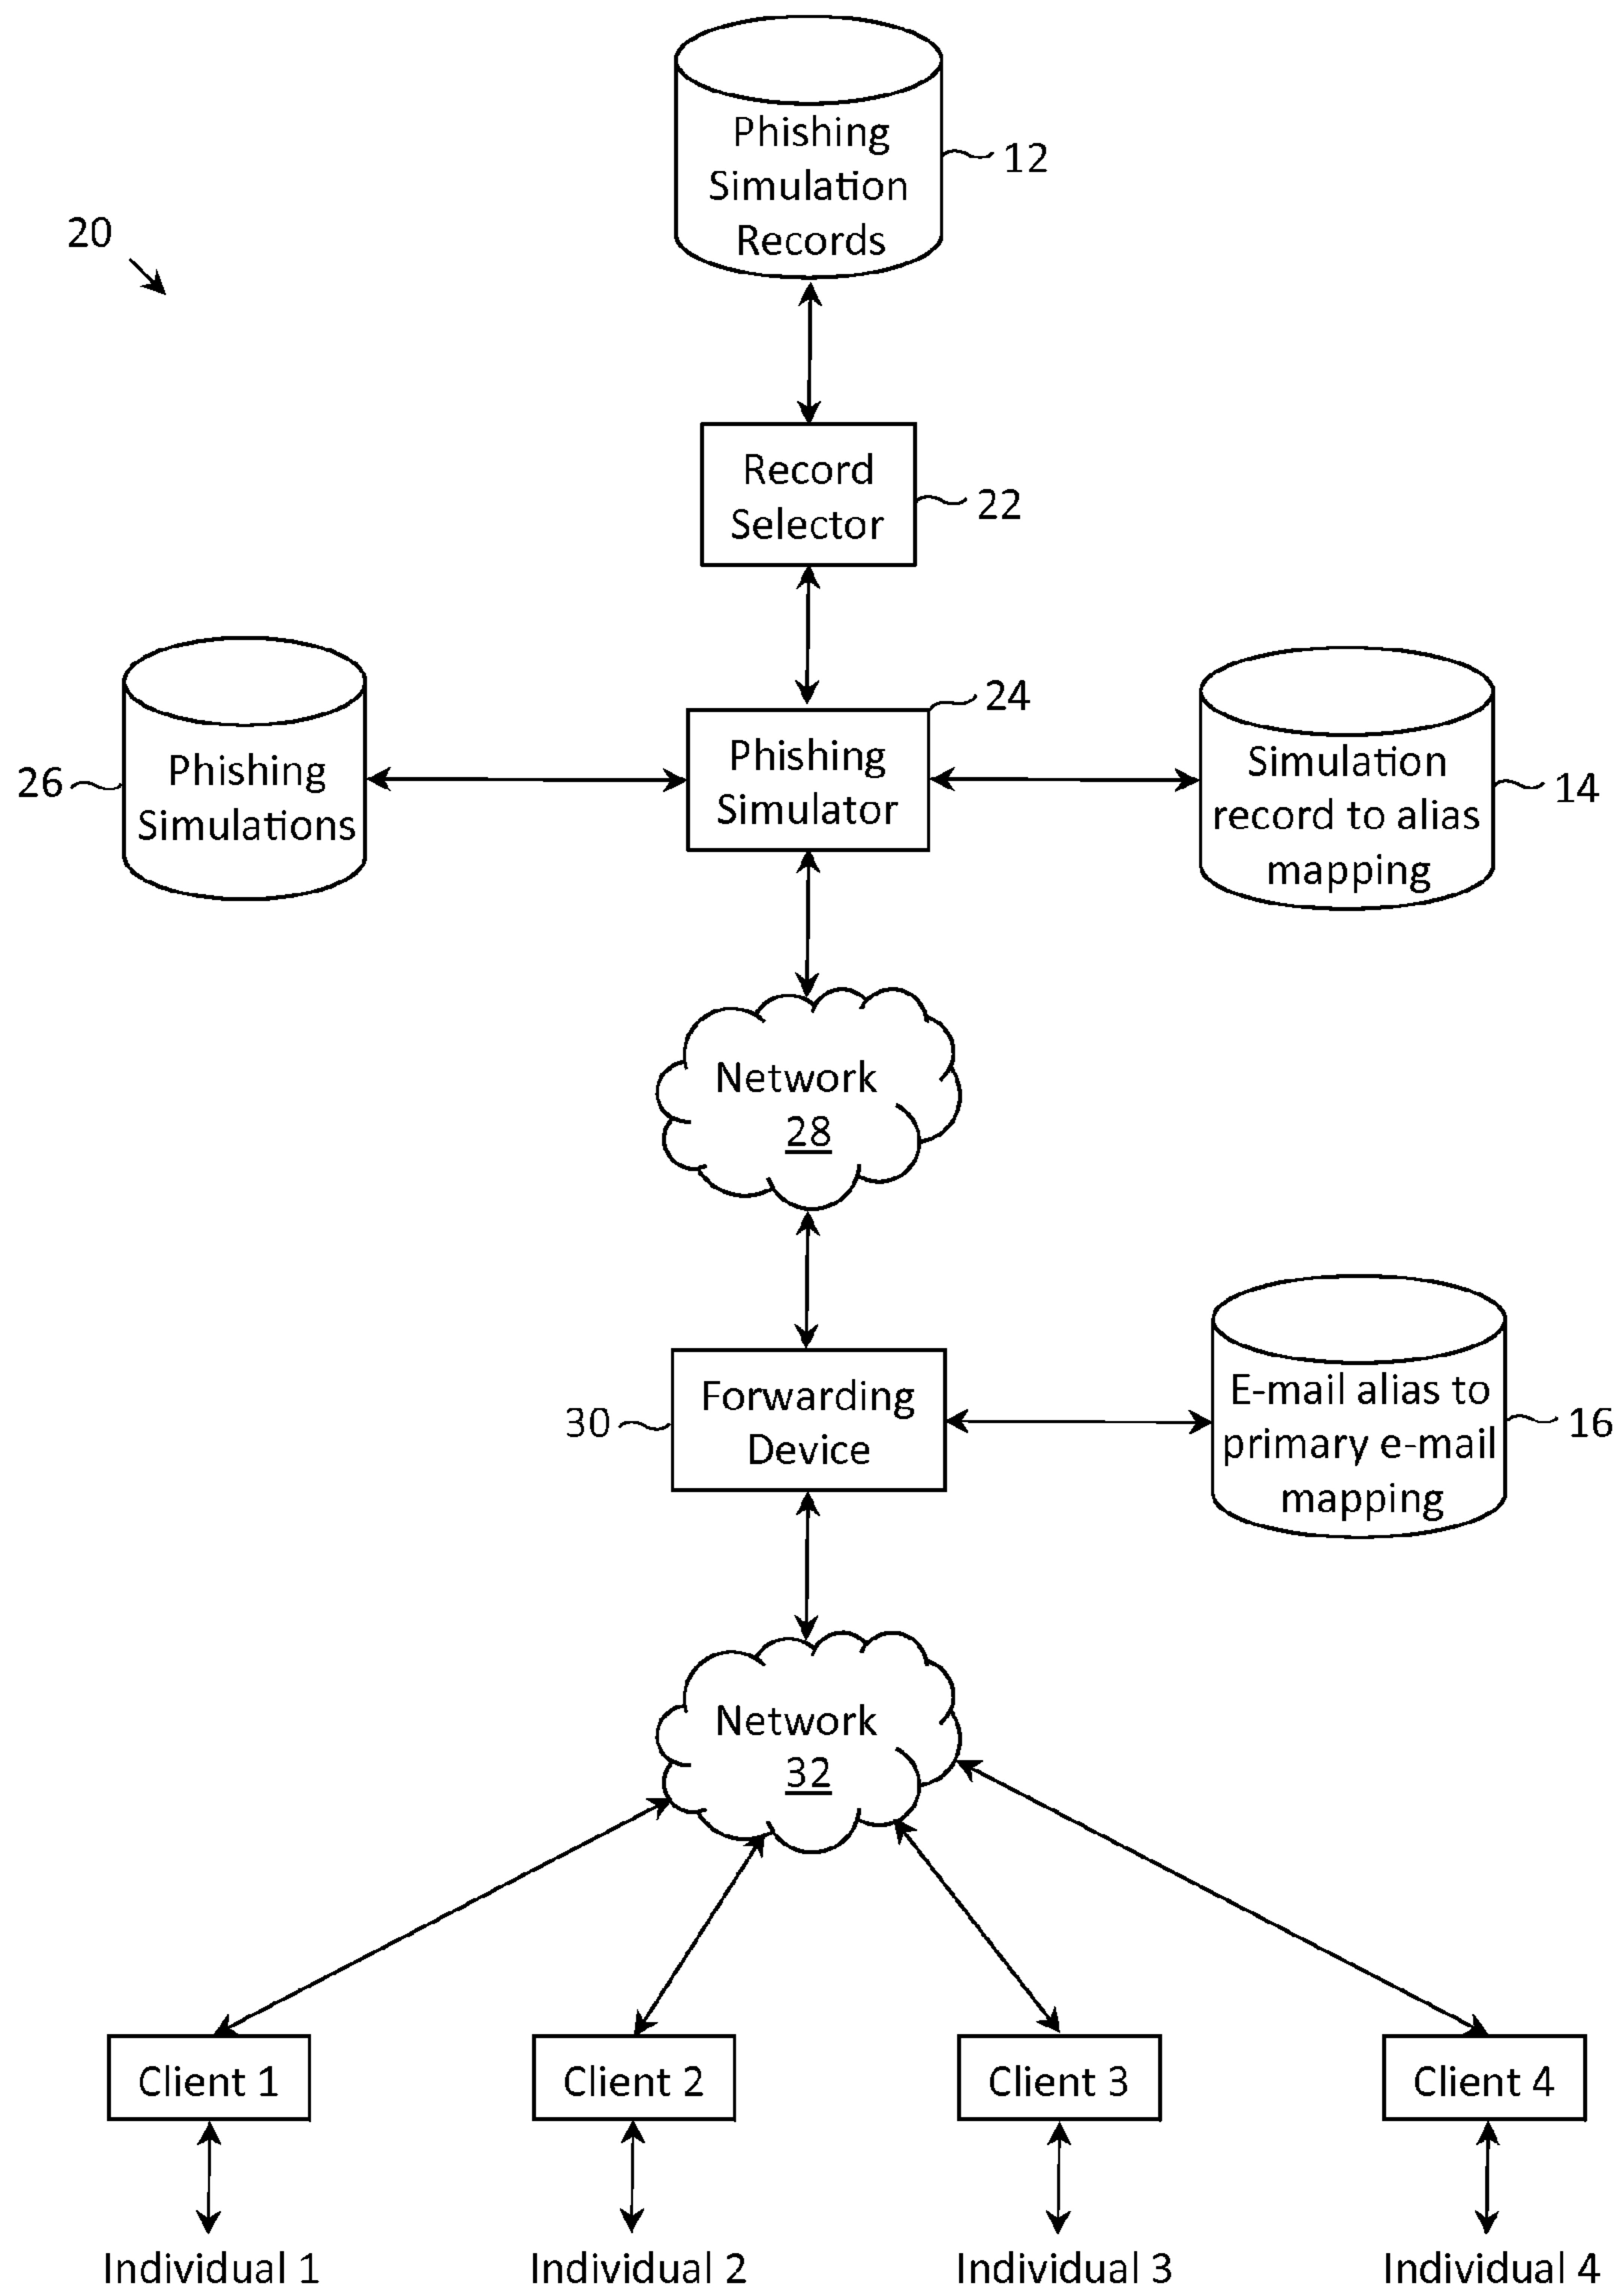 Phishing
Simulation
Records
12
20
Record
Selector
22
24
26
Phishing
Simulations
Phishing
Simulator
Simulation
record to alias
mapping
14
Network
28
30
Forwarding
Device
E-mail alias to
primary e-mail
mapping
16
Network
32
Client 1
Client 2
Client 3
Client 4
Individual 1
Individual 2
Individual 3
Individual 4